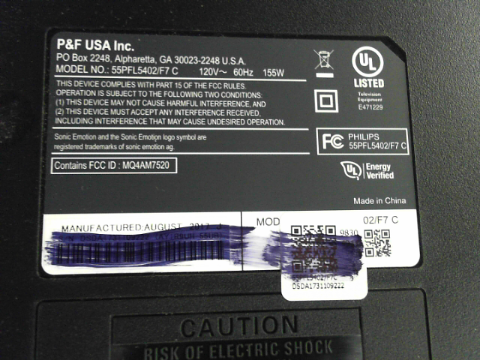 P&F USA Inc.
PO Box 2248, Alpharetta, GA 30023-2248 U.S.A.
MODEL NO.: 55PFL5402/F7 C 120V~ 60Hz 155W
THIS DEVICE COMPLIES WITH PART 15 OF THE FCC RULES.
OPERATION IS SUBJECT TO THE FOLLOWING TWO CONDITIONS:
(1) THIS DEVICE MAY NOT CAUSE HARMFUL INTERFERENCE, AND
(2) THIS DEVICE MUST ACCEPT ANY INTERFERENCE RECEIVED,
INCLUDING INTERFERENCE THAT MAY CAUSE UNDESIRED OPERATION.
Sonic Emotion and the Sonic Emotion logo symbol are
registered trademarks of sonic emotion ag.
Contains FCC ID : MQ4AM7520
UL
LISTED
Television
Equipment
E471229
FC PHILIPS
55PFL5402/F7 C
UL Energy
Verified
Made in China
MANUFACTURED AUGUST
MOD 02/F7 C
9830
DSDA1731109222
CAUTION
RISK OF ELECTRIC SHOCK